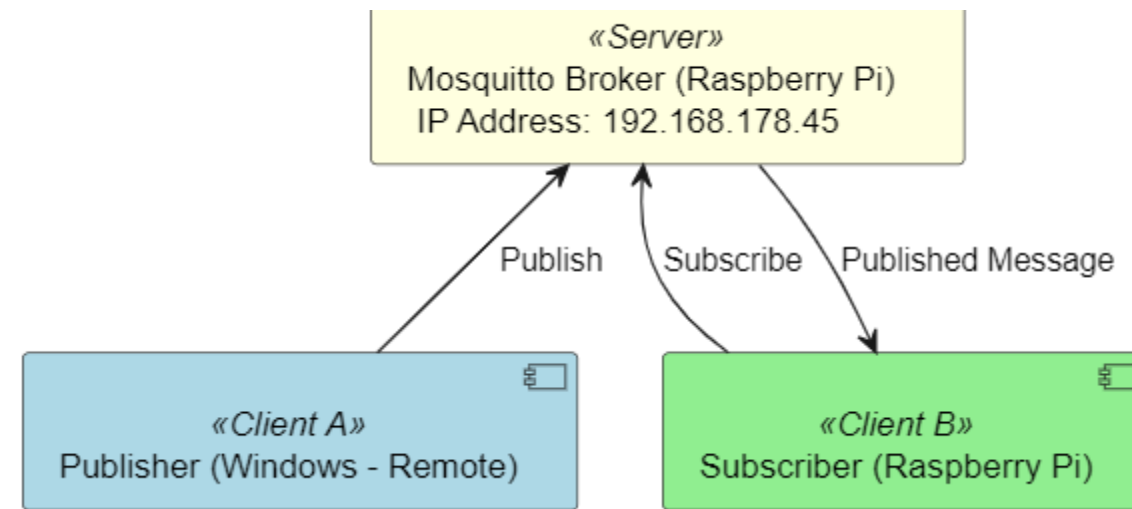 «Server»
Mosquitto Broker (Raspberry Pi)
IP Address: 192.168.178.45
Publish
Subscribe
Published Message
«Client A»
Publisher (Windows - Remote)
«Client B»
Subscriber (Raspberry Pi)